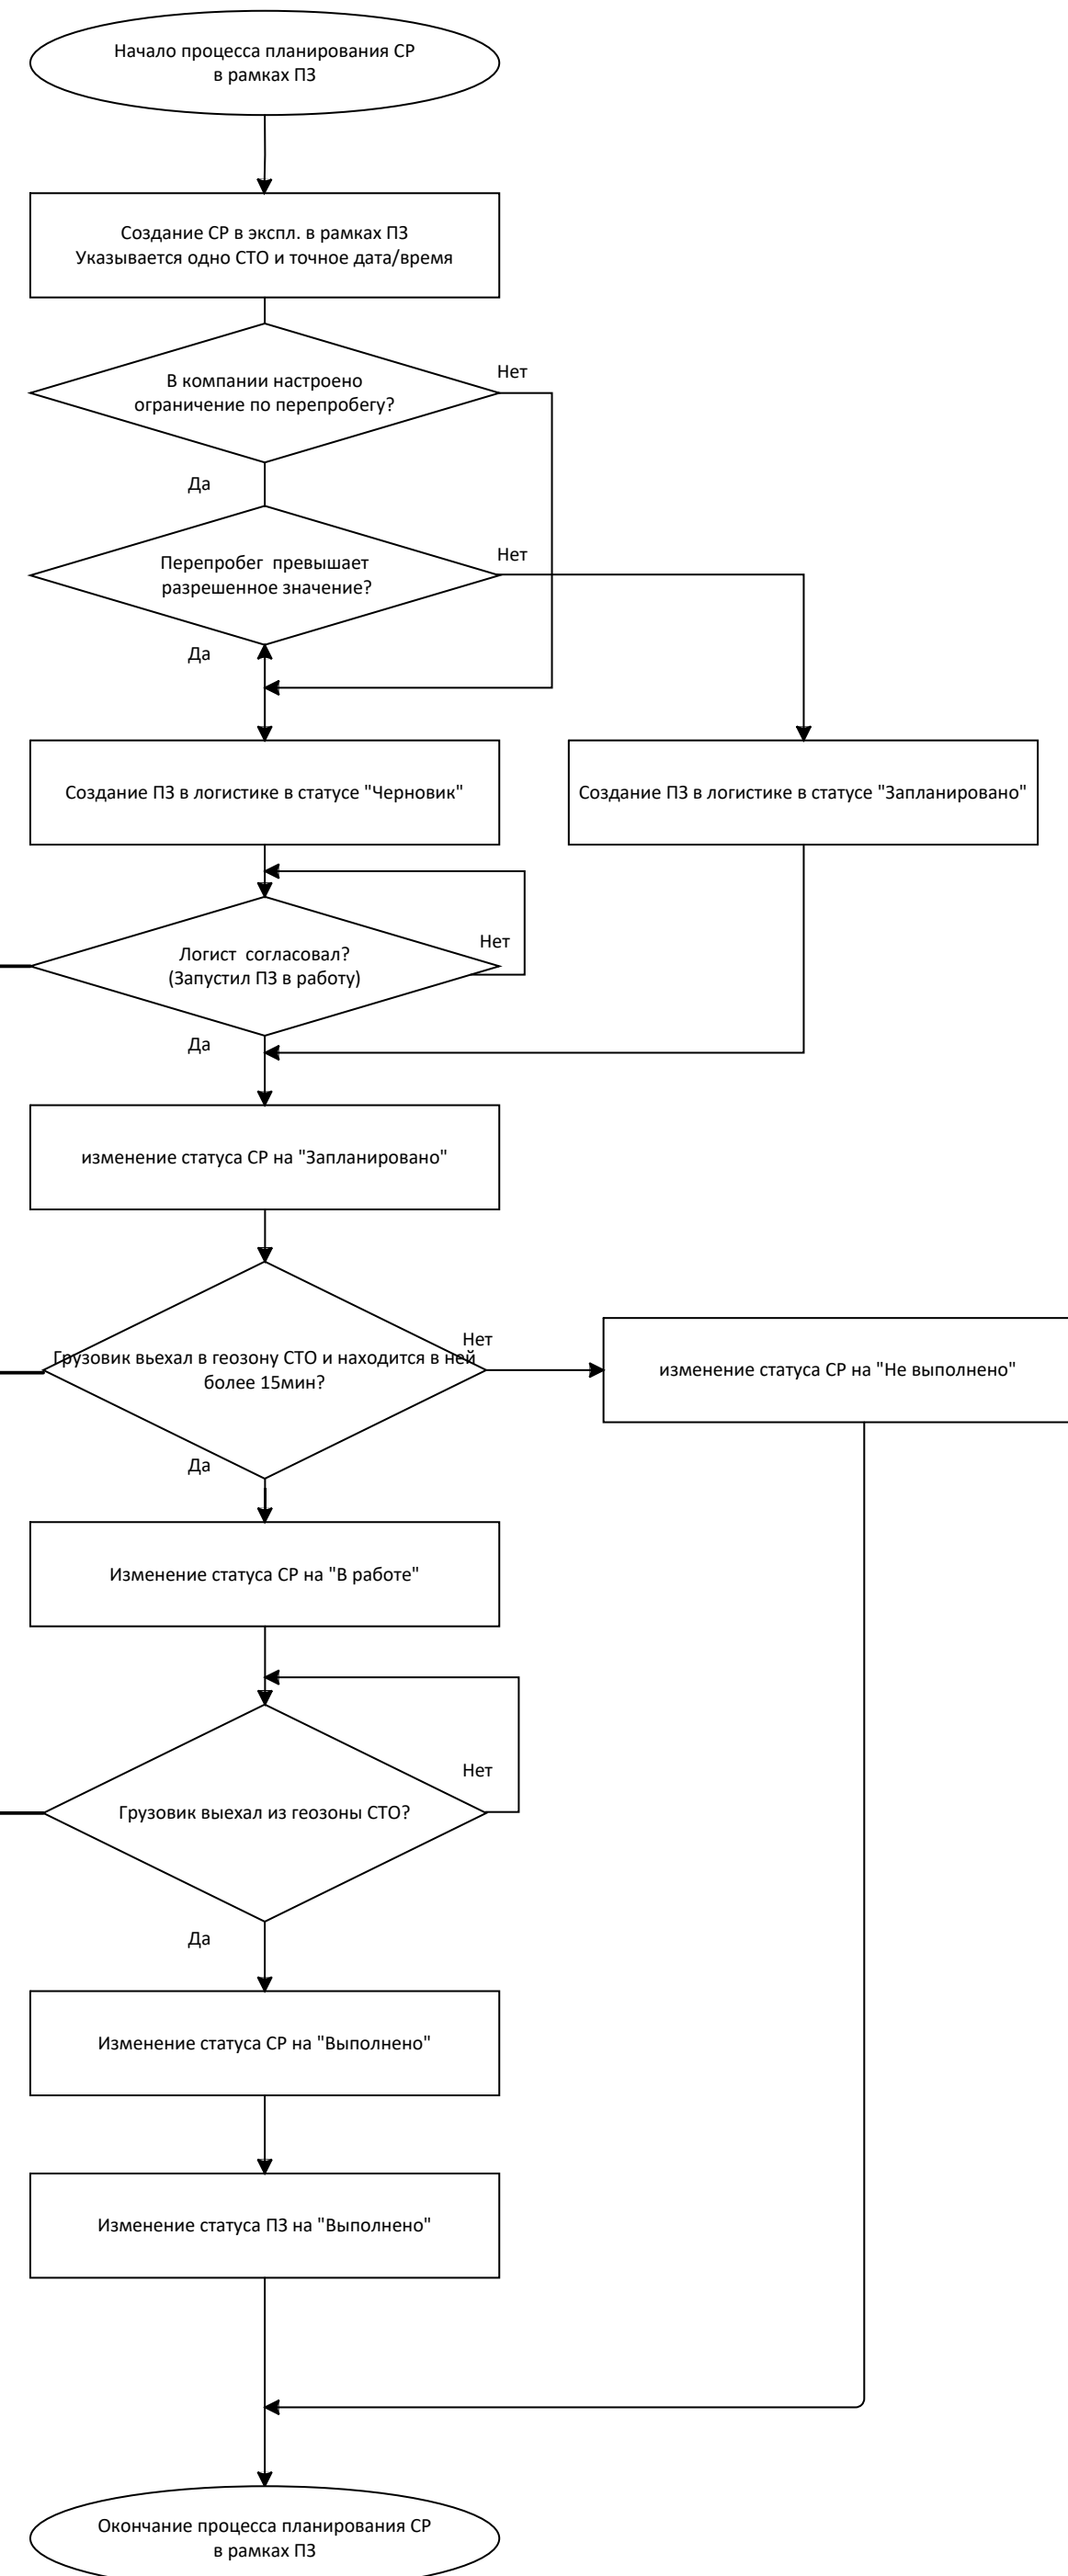 Начало процесса планирования СР
в рамках ПЗ
Создание СР в экспл. в рамках ПЗ
Указывается одно СТО и точное дата/время
В компании настроено
ограничение по перепробегу?
Нет
Да
Перепробег превышает
разрешенное значение?
Нет
Да
Создание ПЗ в логистике в статусе "Черновик"
Создание ПЗ в логистике в статусе "Запланировано"
Логист согласовал?
(Запустил ПЗ в работу)
Нет
Да
изменение статуса СР на "Запланировано"
Грузовик вьехал в геозону СТО и находится в ней
более 15мин?
Нет
изменение статуса СР на "Не выполнено"
Да
Изменение статуса СР на "В работе"
Нет
Грузовик выехал из геозоны СТО?
Да
Изменение статуса СР на "Выполнено"
Изменение статуса ПЗ на "Выполнено"
Окончание процесса планирования СР
в рамках ПЗ